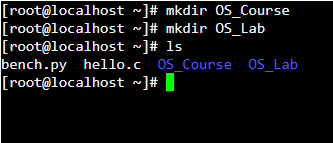 [root@localhost ~]# mkdir OS_Course
[root@localhost ~]# mkdir OS_Lab
[root@localhost ~]# ls
bench.py  hello.c  OS_Course  OS_Lab
[root@localhost ~]#